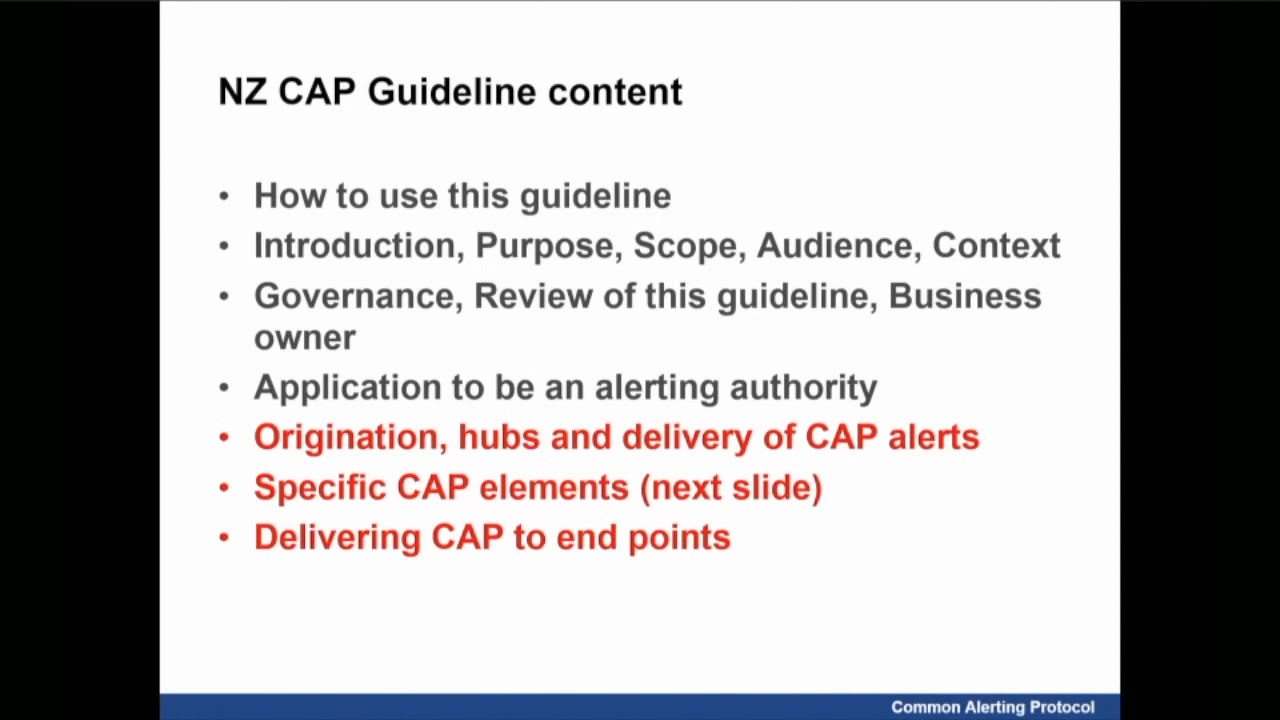 NZ CAP Guideline content
• How to use this guideline
• Introduction, Purpose, Scope, Audience, Context
• Governance, Review of this guideline, Business
owner
• Application to be an alerting authority
• Origination, hubs and delivery of CAP alerts
• Specific CAP elements (next slide)
• Delivering CAP to end points
Common Alerting Protocol